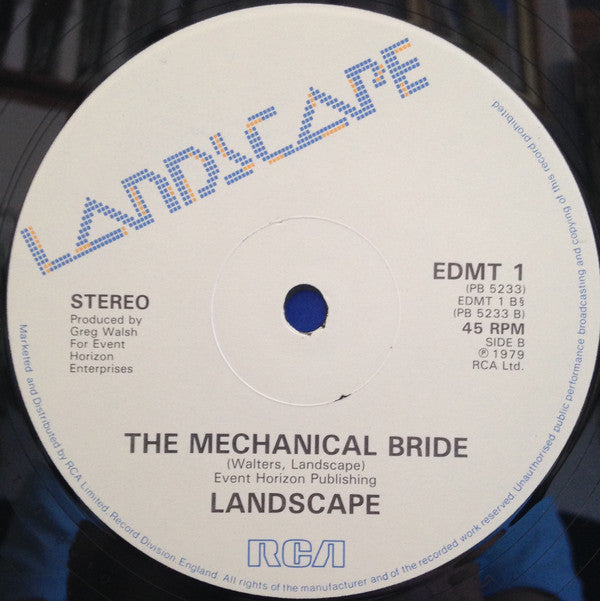 LANDSCAPE
STEREO
Produced by
Greg Walsh
For Event
Horizon
Enterprises
EDMT 1
(PB 5233)
EDMT 1 B§
(PB 5233 B)
45 RPM
SIDE B
℗ 1979
RCA Ltd.
THE MECHANICAL BRIDE
(Walters, Landscape)
Event Horizon Publishing
LANDSCAPE
RCA
Marketed and Distributed by RCA Limited. Record Division England. All rights of the manufacturer and of the recorded work reserved. Unauthorised public performance broadcasting and copying of this record prohibited